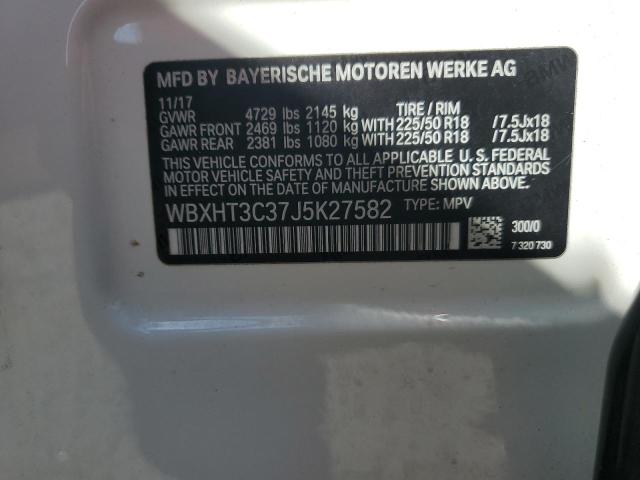 MFD BY BAYERISCHE MOTOREN WERKE AG
11/17
GVWR 4729 lbs 2145 kg TIRE / RIM
GAWR FRONT 2469 lbs 1120 kg WITH 225/50 R18 /7.5Jx18
GAWR REAR 2381 lbs 1080 kg WITH 225/50 R18 /7.5Jx18
THIS VEHICLE CONFORMS TO ALL APPLICABLE U. S. FEDERAL
MOTOR VEHICLE SAFETY, BUMPER, AND THEFT PREVENTION
STANDARDS IN EFFECT ON THE DATE OF MANUFACTURE SHOWN ABOVE.
WBXHT3C37J5K27582 TYPE: MPV
300/0
7 320 730
BMW